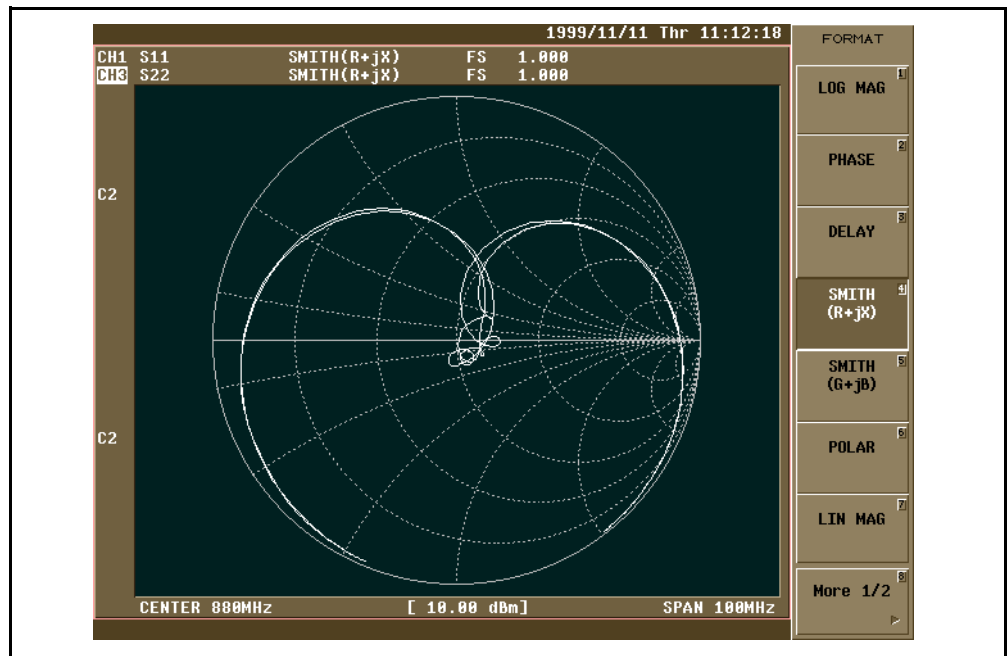 1999/11/11 Thr 11:12:18
CH1 S11 SMITH(R+jX) FS 1.000
CH3 S22 SMITH(R+jX) FS 1.000
C2
C2
CENTER 880MHz [ 10.00 dBm] SPAN 100MHz
FORMAT
1
LOG MAG
2
PHASE
3
DELAY
4
SMITH
(R+jX)
5
SMITH
(G+jB)
6
POLAR
7
LIN MAG
8
More 1/2